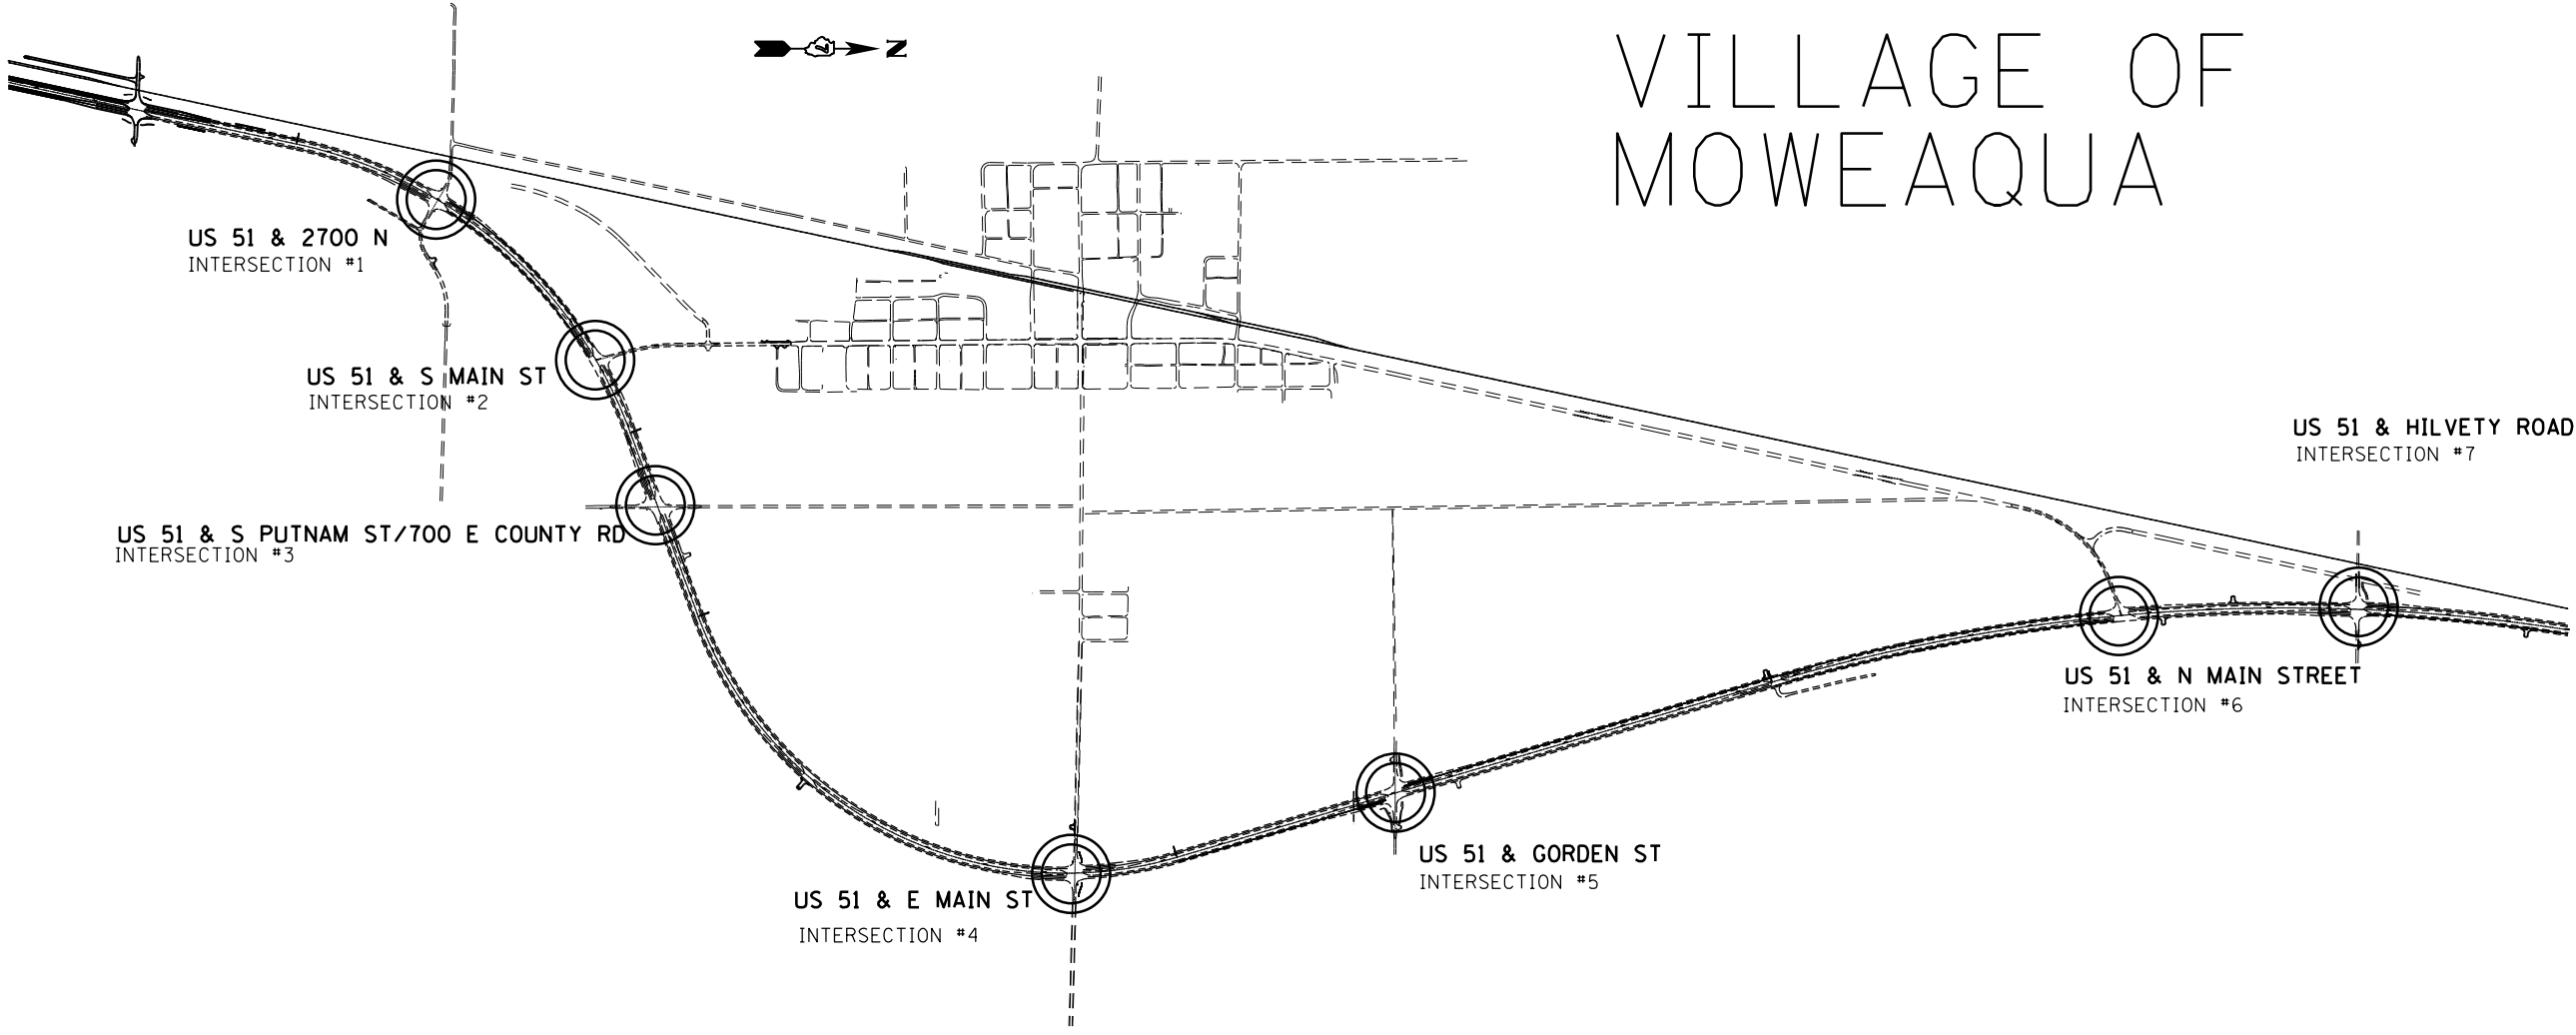 N
VILLAGE OF
MOWEAQUA
US 51 & 2700 N
INTERSECTION #1
US 51 & S MAIN ST
INTERSECTION #2
US 51 & HILVETY ROAD
INTERSECTION #7
US 51 & S PUTNAM ST/700 E COUNTY RD
INTERSECTION #3
US 51 & N MAIN STREET
INTERSECTION #6
US 51 & GORDEN ST
INTERSECTION #5
US 51 & E MAIN ST
INTERSECTION #4